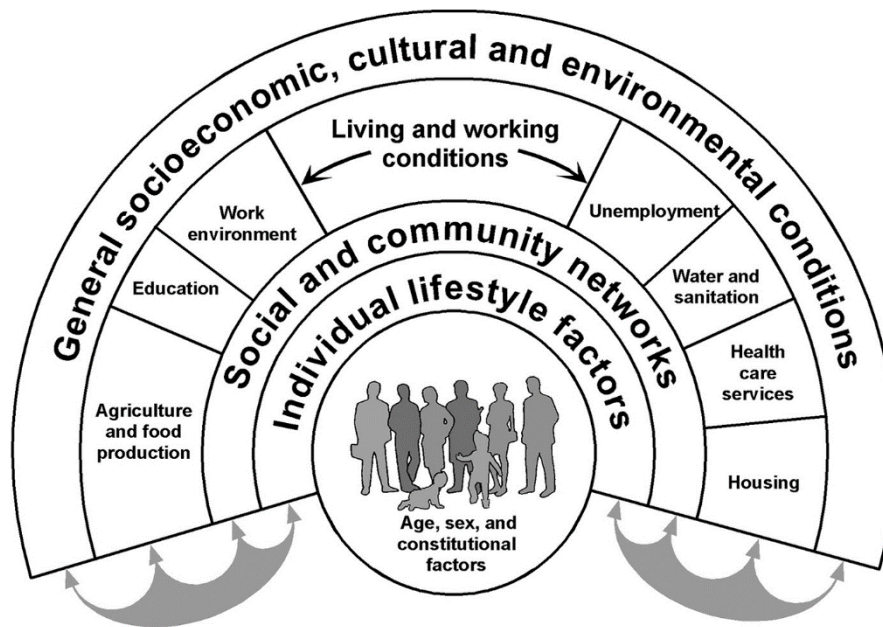 General socioeconomic, cultural and environmental conditions
Living and working
conditions
Work
environment
Education
Agriculture
and food
production
Unemployment
Water and
sanitation
Health
care
services
Housing
Social and community networks
Individual lifestyle factors
Age, sex, and
constitutional
factors